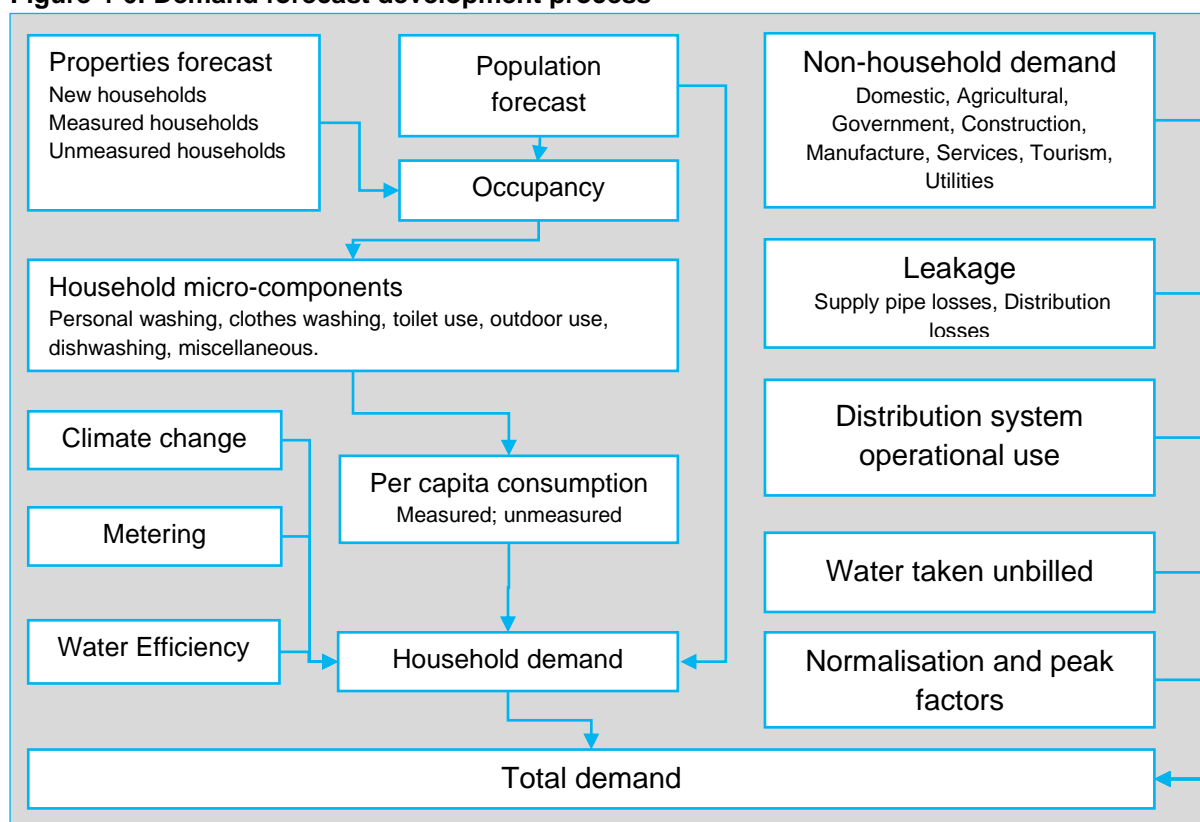 Properties forecast
New households
Measured households
Unmeasured households
Population
forecast
Occupancy
Household micro-components
Personal washing, clothes washing, toilet use, outdoor use,
dishwashing, miscellaneous.
Climate change
Metering
Water Efficiency
Per capita consumption
Measured; unmeasured
Household demand
Non-household demand
Domestic, Agricultural,
Government, Construction,
Manufacture, Services, Tourism,
Utilities
Leakage
Supply pipe losses, Distribution
losses
Distribution system
operational use
Water taken unbilled
Normalisation and peak
factors
Total demand